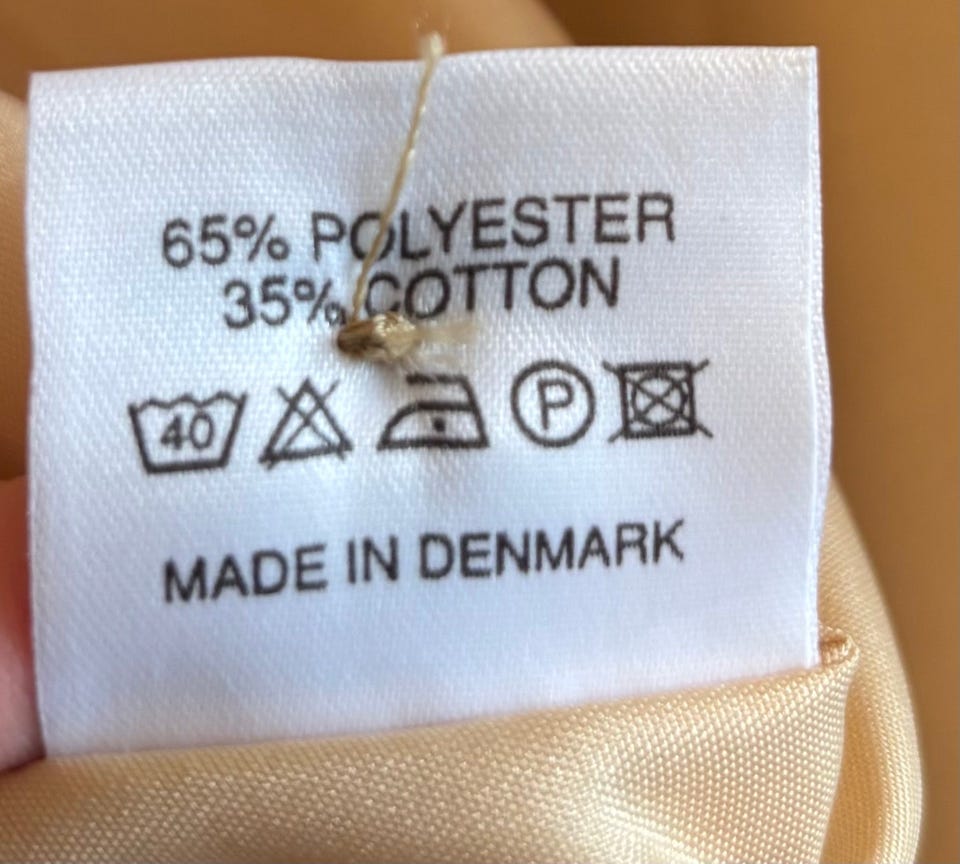 65% POLYESTER
35% COTTON
40 P
MADE IN DENMARK